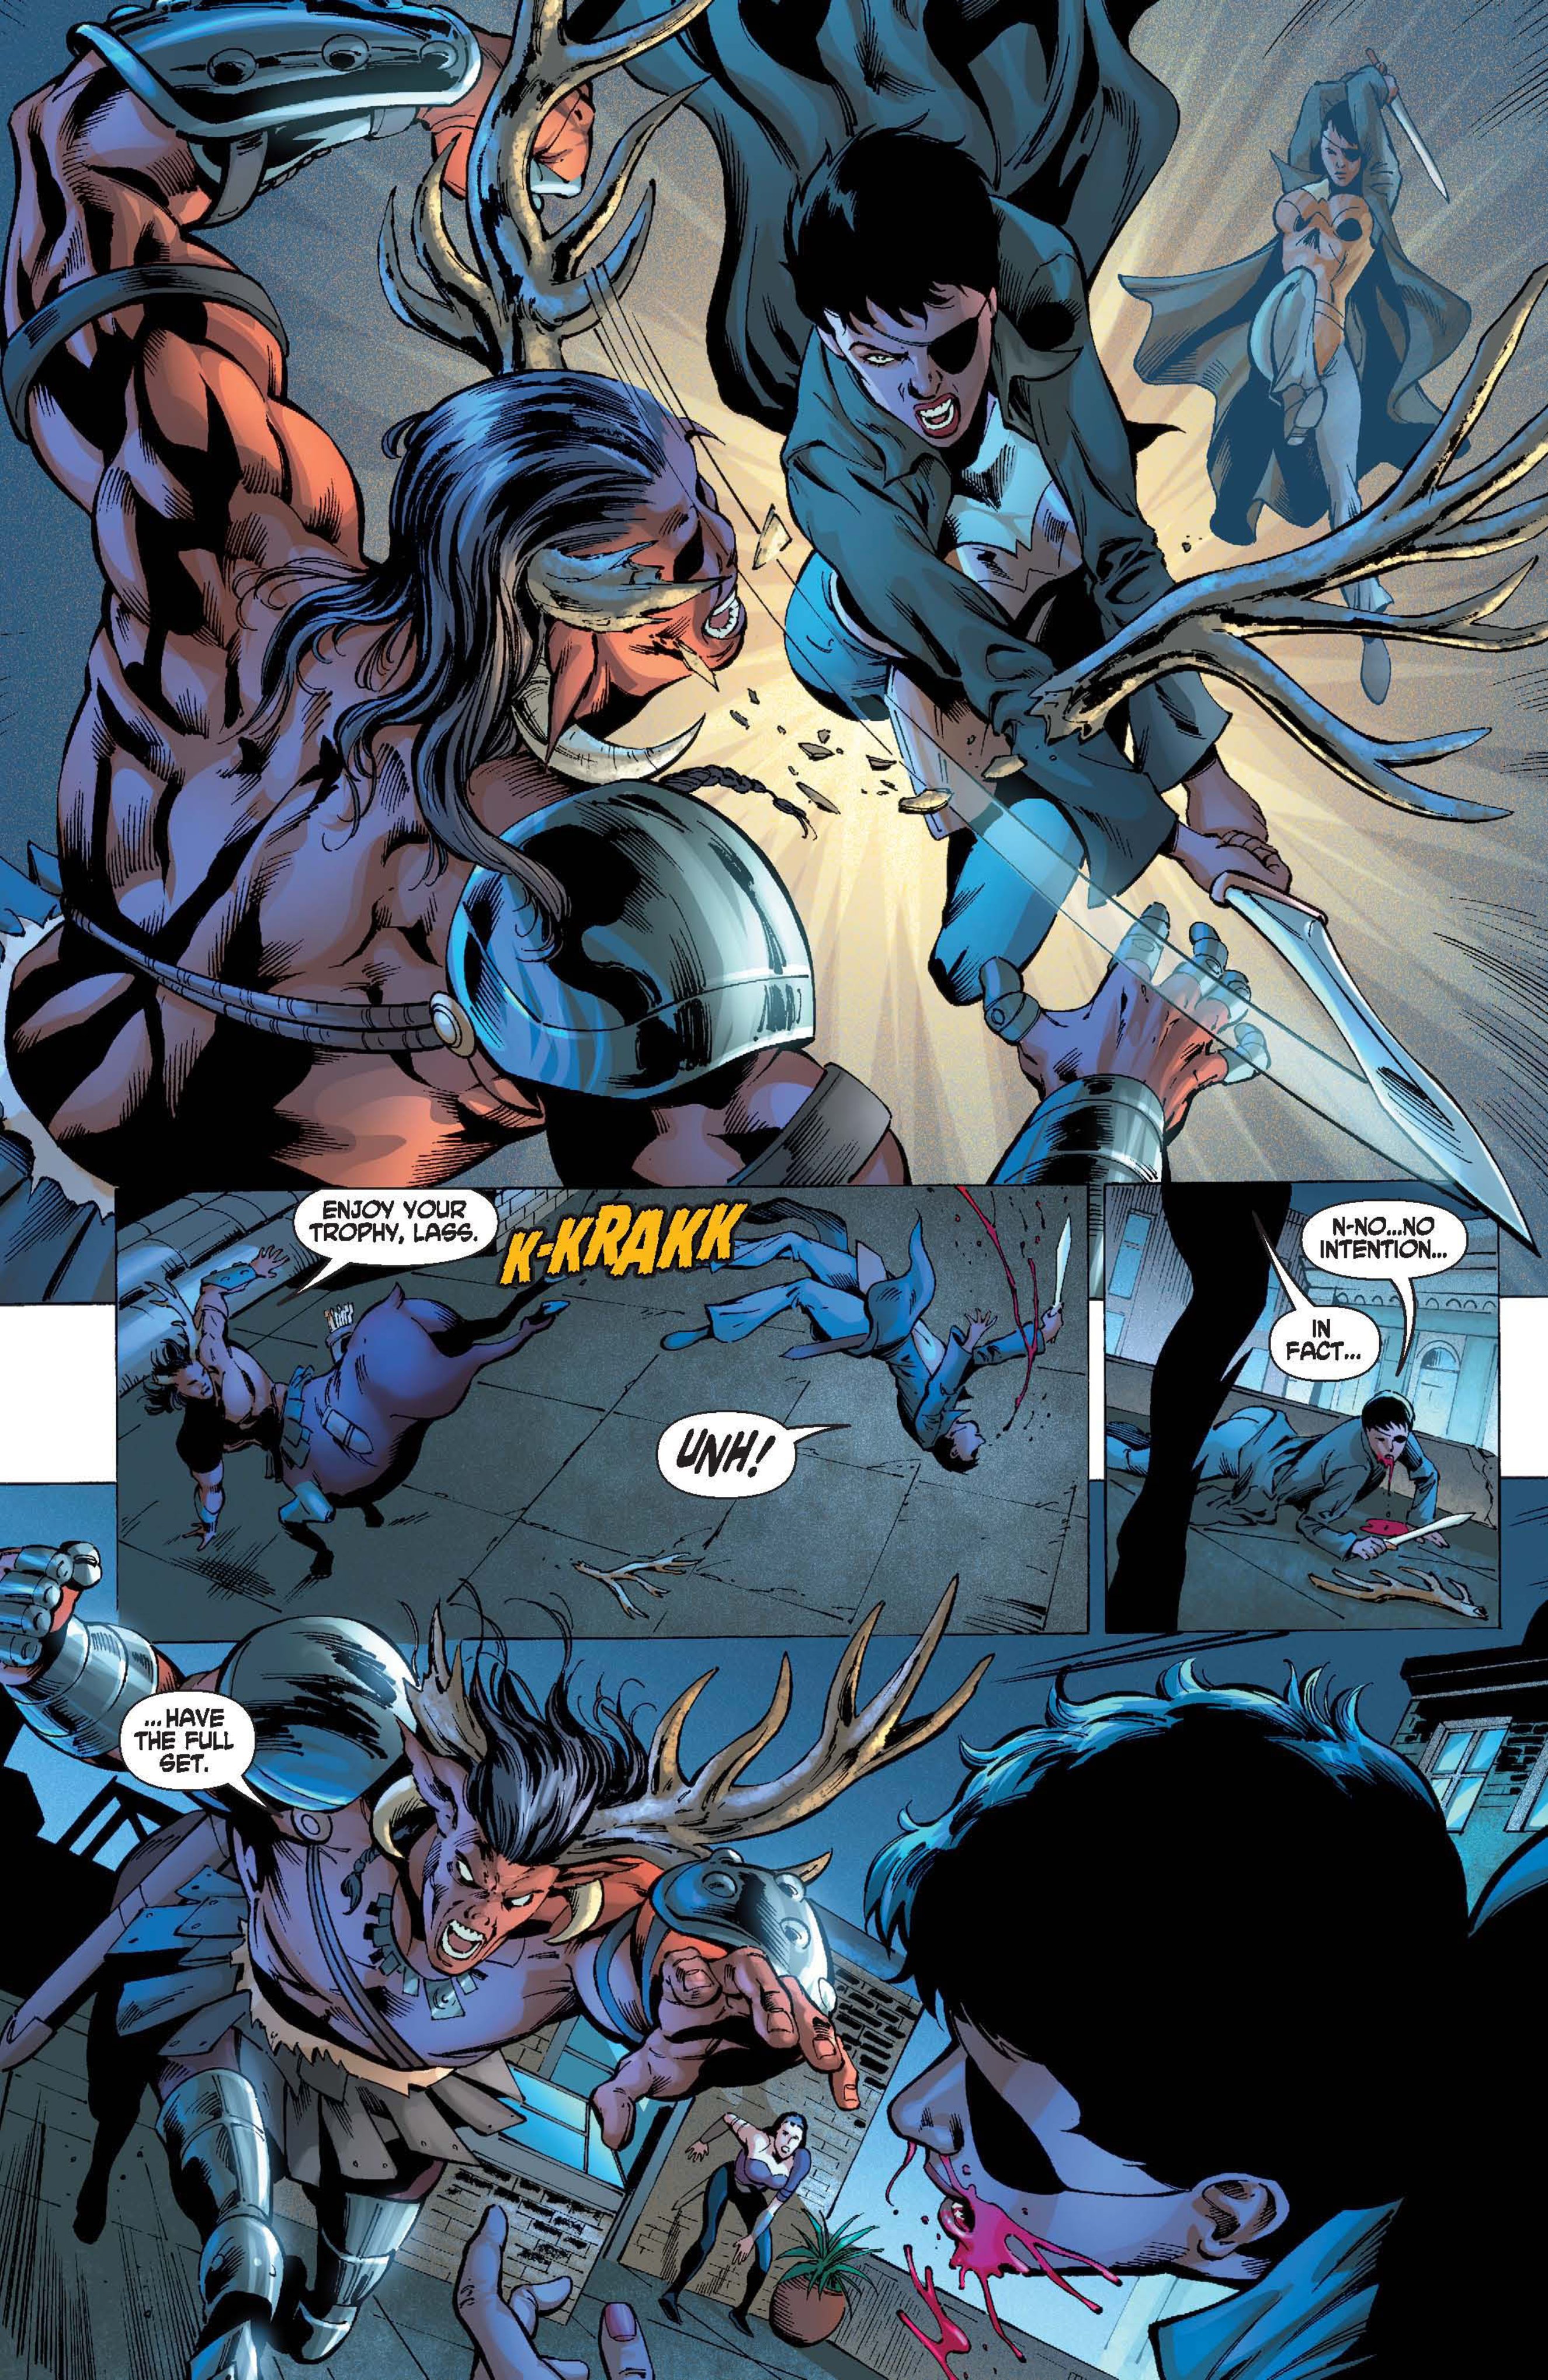 ENJOY YOUR
TROPHY, LASS.
K-KRAKK
UNH!
N-NO...NO
INTENTION...
IN
FACT...
...HAVE
THE FULL
SET.